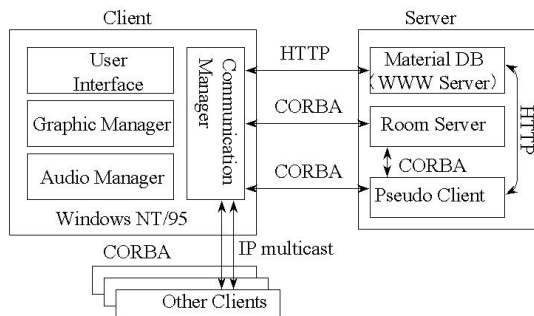 Client
Server
User
Interface
Graphic Manager
Audio Manager
Communication
Manager
Windows NT/95
HTTP
CORBA
CORBA
Material DB
(WWW Server)
Room Server
CORBA
Pseudo Client
HTTP
CORBA
IP multicast
Other Clients